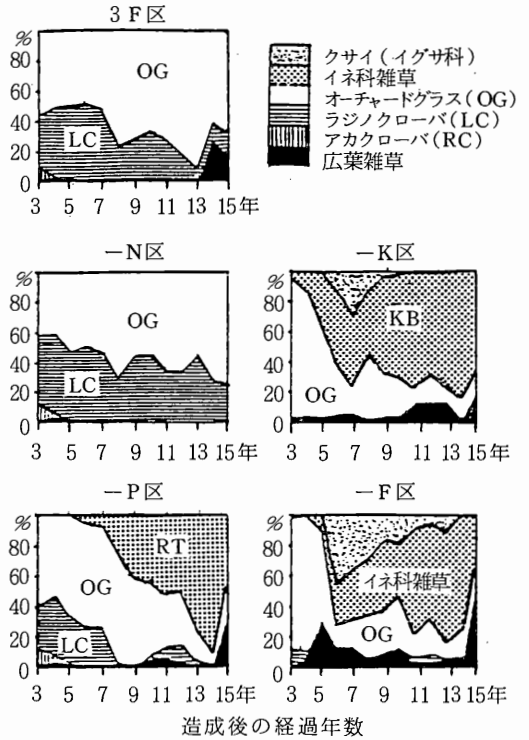 3F区
%
80
60
40
20
0
OG
LC
3 5 7 9 11 13 15年
クサイ(イグサ科)
イネ科雑草
オーチャードグラス(OG)
ラジノクローバ(LC)
アカクローバ(RC)
広葉雑草
-N区
%
80
60
40
20
0
OG
LC
3 5 7 9 11 13 15年
-K区
%
80
60
40
20
0
KB
OG
3 5 7 9 11 13 15年
-P区
%
80
60
40
20
0
RT
OG
LC
3 5 7 9 11 13 15年
-F区
%
80
60
40
20
0
イネ科雑草
OG
3 5 7 9 11 13 15年
造成後の経過年数